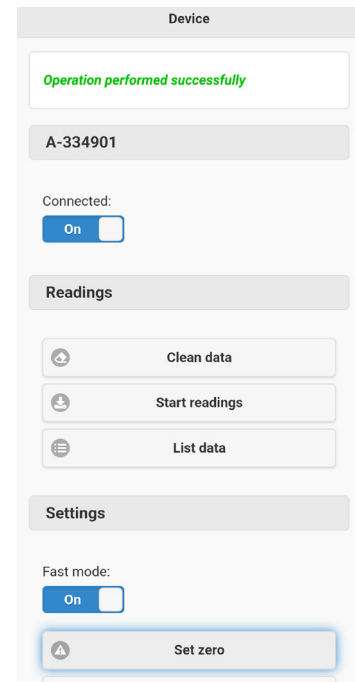 Device
Operation performed successfully
A-334901
Connected:
On
Readings
Clean data
Start readings
List data
Settings
Fast mode:
On
Set zero